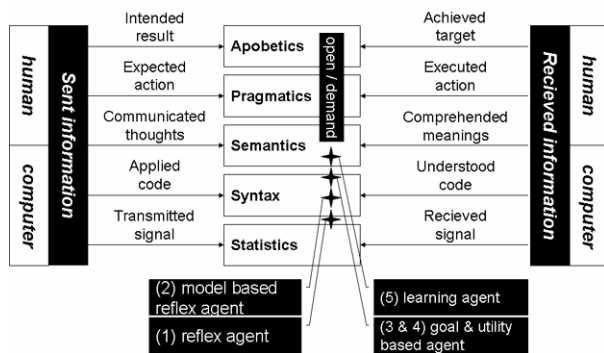 Intended
result
Apobetics
Achieved
target
Expected
action
Pragmatics
Executed
action
Communicated
thoughts
Semantics
Comprehended
meanings
Applied
code
Syntax
Understood
code
Transmitted
signal
Statistics
Recieved
signal
human
computer
Sent information
open / demand
Recieved information
human
computer
(2) model based
reflex agent
(1) reflex agent
(5) learning agent
(3 & 4) goal & utility
based agent